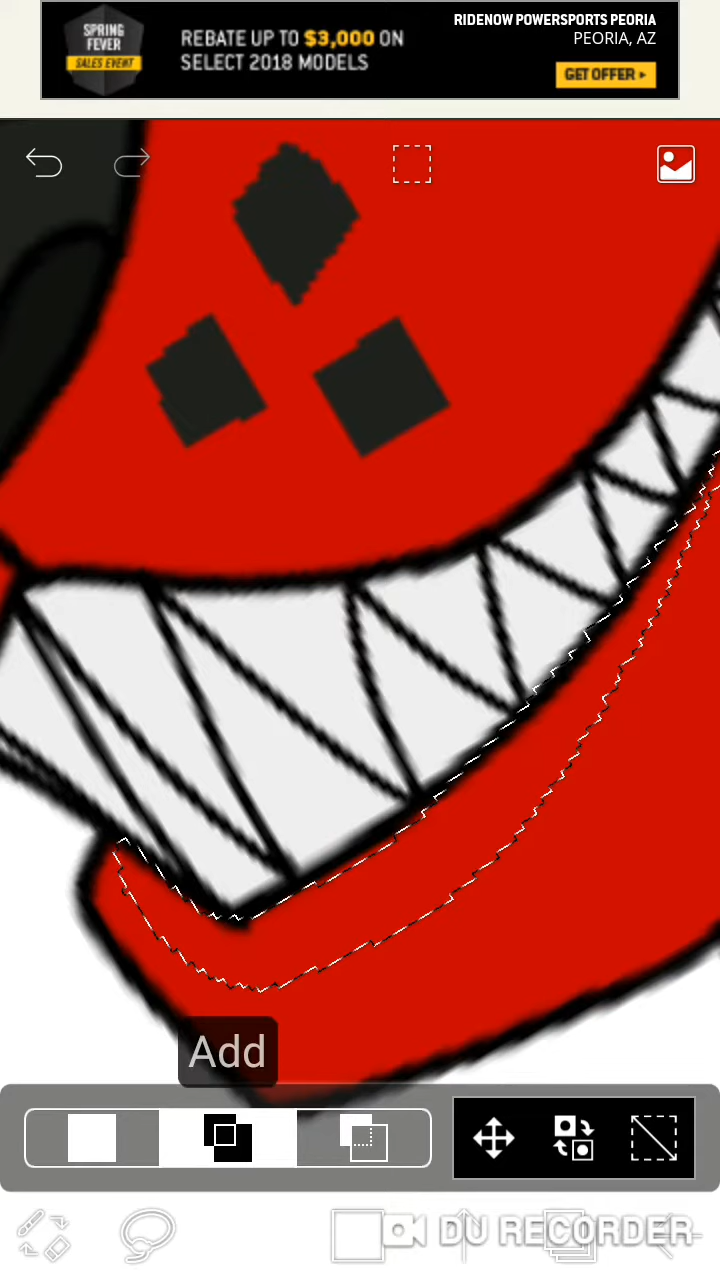 SPRING
FEVER
SALES EVENT
REBATE UP TO $3,000 ON
SELECT 2018 MODELS
RIDENOW POWERSPORTS PEORIA
PEORIA, AZ
GET OFFER ▸
Add
DU RECORDER